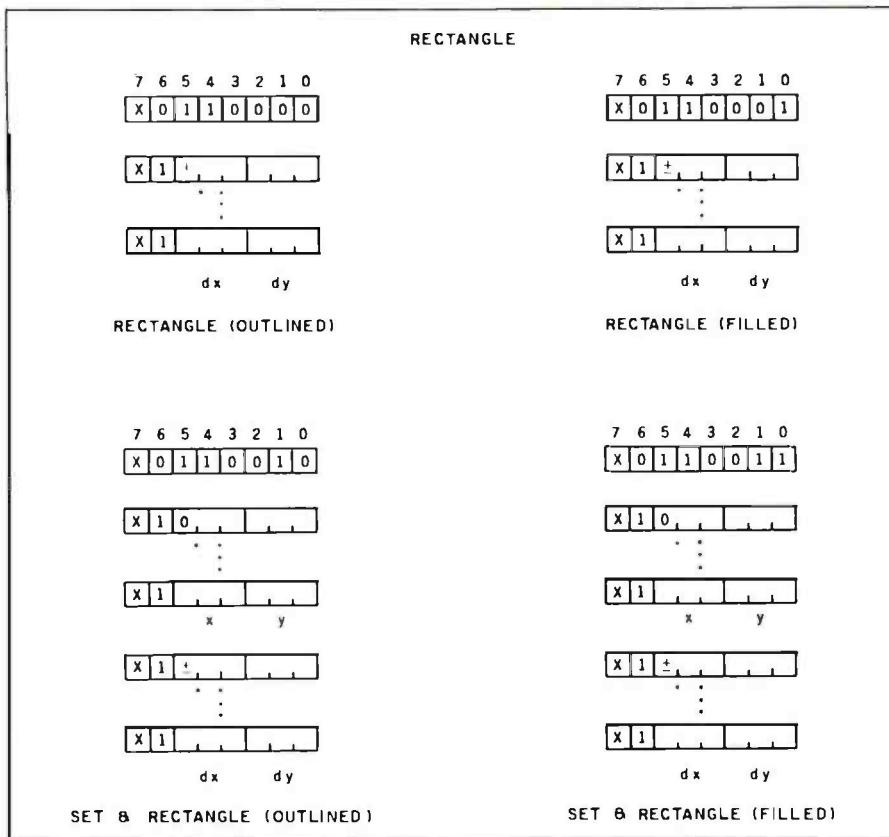 RECTANGLE
7 6 5 4 3 2 1 0
X 0 1 1 0 0 0 0
X 1 +
X 1
dx dy
RECTANGLE (OUTLINED)
7 6 5 4 3 2 1 0
X 0 1 1 0 0 0 1
X 1 ±
X 1
dx dy
RECTANGLE (FILLED)
7 6 5 4 3 2 1 0
X 0 1 1 0 0 1 0
X 1 0
X 1
x y
X 1 ±
X 1
dx dy
SET & RECTANGLE (OUTLINED)
7 6 5 4 3 2 1 0
X 0 1 1 0 0 1 1
X 1 0
X 1
x y
X 1 ±
X 1
dx dy
SET & RECTANGLE (FILLED)